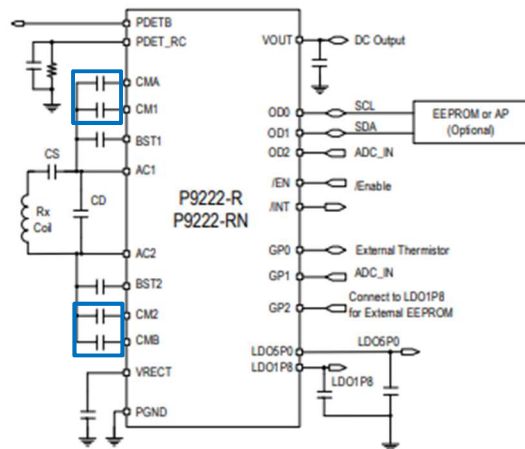 PDETB
PDET_RC
CMA
CM1
BST1
CS
AC1
CD
Rx
Coil
AC2
BST2
CM2
CMB
VRECT
PGND
P9222-R
P9222-RN
VOUT
DC Output
OD0
SCL
OD1
SDA
EEPROM or AP
(Optional)
OD2
ADC_IN
/EN
/Enable
/INT
GP0
External Thermistor
GP1
ADC_IN
GP2
Connect to LDO1P8
for External EEPROM
LDO5P0
LDO5P0
LDO1P8
LDO1P8